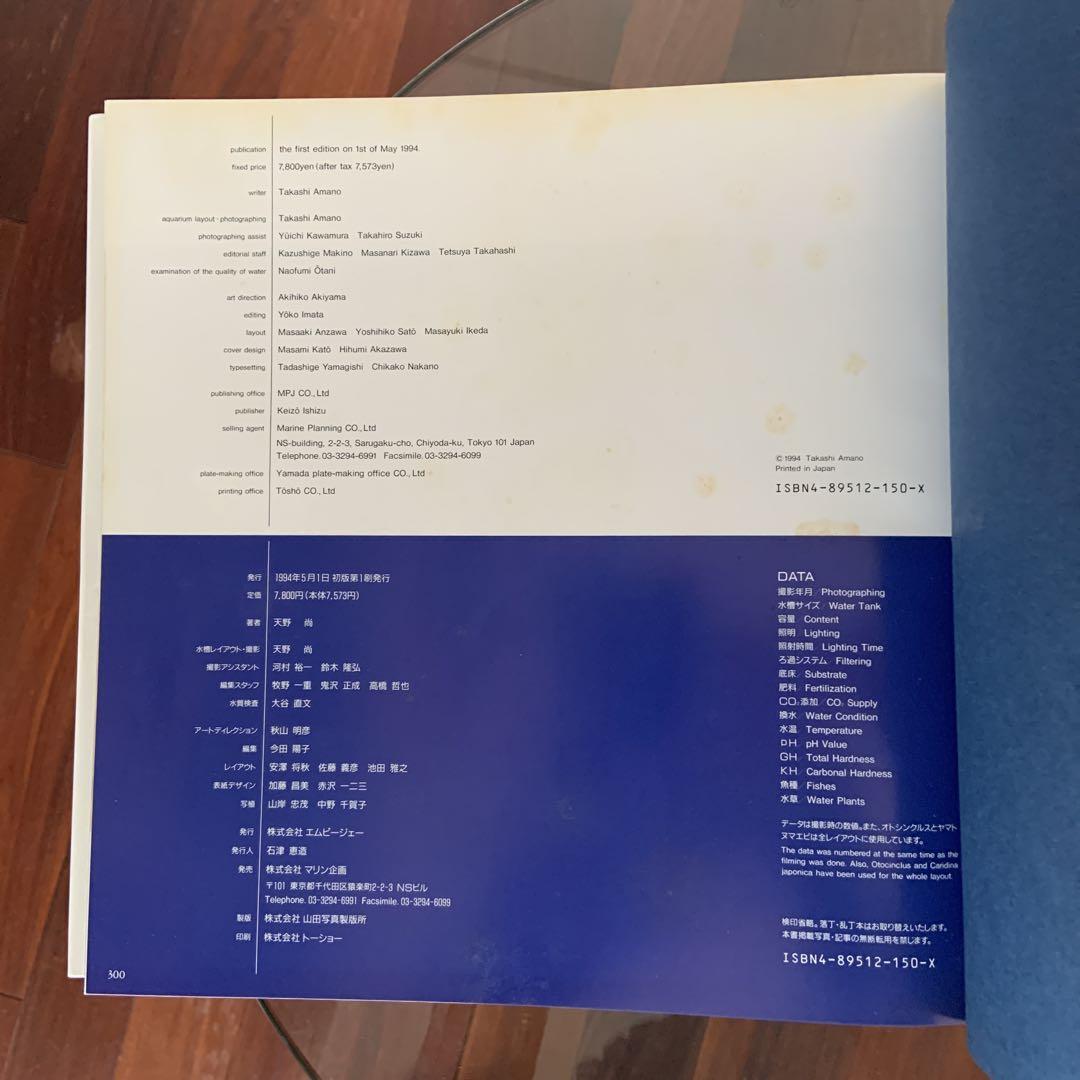 publication the first edition on 1st of May 1994.
fixed price 7,800yen (after tax 7,573yen)
writer Takashi Amano
aquarium layout・photographing Takashi Amano
photographing assist Yūichi Kawamura Takahiro Suzuki
editorial staff Kazushige Makino Masanari Kizawa Tetsuya Takahashi
examination of the quality of water Naofumi Ōtani
art direction Akihiko Akiyama
editing Yōko Imata
layout Masaaki Anzawa Yoshihiko Satō Masayuki Ikeda
cover design Masami Katō Hihumi Akazawa
typesetting Tadashige Yamagishi Chikako Nakano
publishing office MPJ CO., Ltd
publisher Keizō Ishizu
selling agent Marine Planning CO., Ltd
NS-building, 2-2-3, Sarugaku-cho, Chiyoda-ku, Tokyo 101 Japan
Telephone. 03-3294-6991 Facsimile. 03-3294-6099
plate-making office Yamada plate-making office CO., Ltd
printing office Tōshō CO., Ltd
© 1994 Takashi Amano
Printed in Japan
ISBN4-89512-150-X
発行 1994年5月1日 初版第1刷発行
定価 7,800円(本体7,573円)
著者 天野 尚
水槽レイアウト・撮影 天野 尚
撮影アシスタント 河村 裕一 鈴木 隆弘
編集スタッフ 牧野 一重 鬼沢 正成 高橋 哲也
水質検査 大谷 直文
アートディレクション 秋山 明彦
編集 今田 陽子
レイアウト 安澤 将秋 佐藤 義彦 池田 雅之
表紙デザイン 加藤 昌美 赤沢 一二三
写植 山岸 忠茂 中野 千賀子
発行 株式会社 エムピージェー
発行人 石津 恵造
発売 株式会社 マリン企画
〒101 東京都千代田区猿楽町2-2-3 NSビル
Telephone. 03-3294-6991 Facsimile. 03-3294-6099
製版 株式会社 山田写真製版所
印刷 株式会社 トーショー
300
DATA
撮影年月/Photographing
水槽サイズ/Water Tank
容量/Content
照明/Lighting
照射時間/Lighting Time
ろ過システム/Filtering
底床/Substrate
肥料/Fertilization
CO₂添加/CO₂ Supply
換水/Water Condition
水温/Temperature
pH/pH Value
GH/Total Hardness
KH/Carbonal Hardness
魚種/Fishes
水草/Water Plants
データは撮影時の数値。また、オトシンクルスとヤマト
ヌマエビは全レイアウトに使用しています。
The data was numbered at the same time as the
filming was done. Also, Otocinclus and Caridina
japonica have been used for the whole layout.
検印省略。落丁・乱丁本はお取り替えいたします。
本書掲載写真・記事の無断転用を禁じます。
ISBN4-89512-150-X